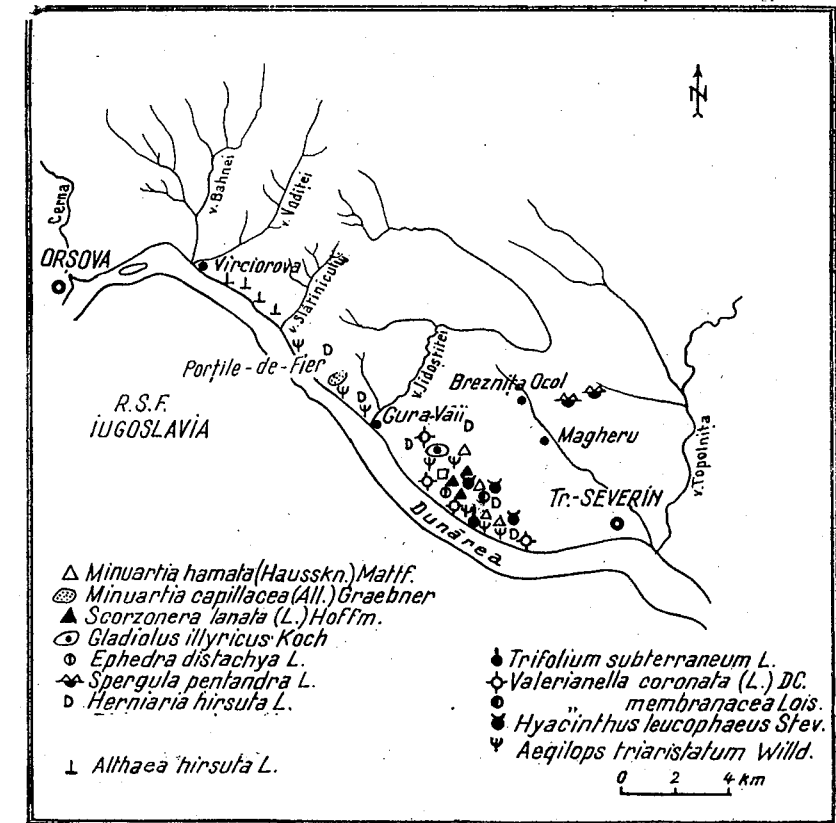 N
v. Bahnei
v. Vodiței
Cerna
ORȘOVA
Vîrciorova
v. Slătinicului
Porțile-de-Fier
v. Jidoștitei
Breznița Ocol
R.S.F.
IUGOSLAVIA
Gura-Văii
Magheru
v. Topolnița
Tr.-SEVERIN
Dunărea
Minuartia hamata (Hausskn.) Mattf.
Minuartia capillacea (All.) Graebner
Scorzonera lanata (L.) Hoffm.
Gladiolus illyricus Koch
Ephedra distachya L.
Spergula pentandra L.
Herniaria hirsuta L.
Althaea hirsuta L.
Trifolium subterraneum L.
Valerianella coronata (L.) DC.
„ membranacea Lois.
Hyacinthus leucophaeus Stev.
Aegilops triaristatum Willd.
0 2 4 km